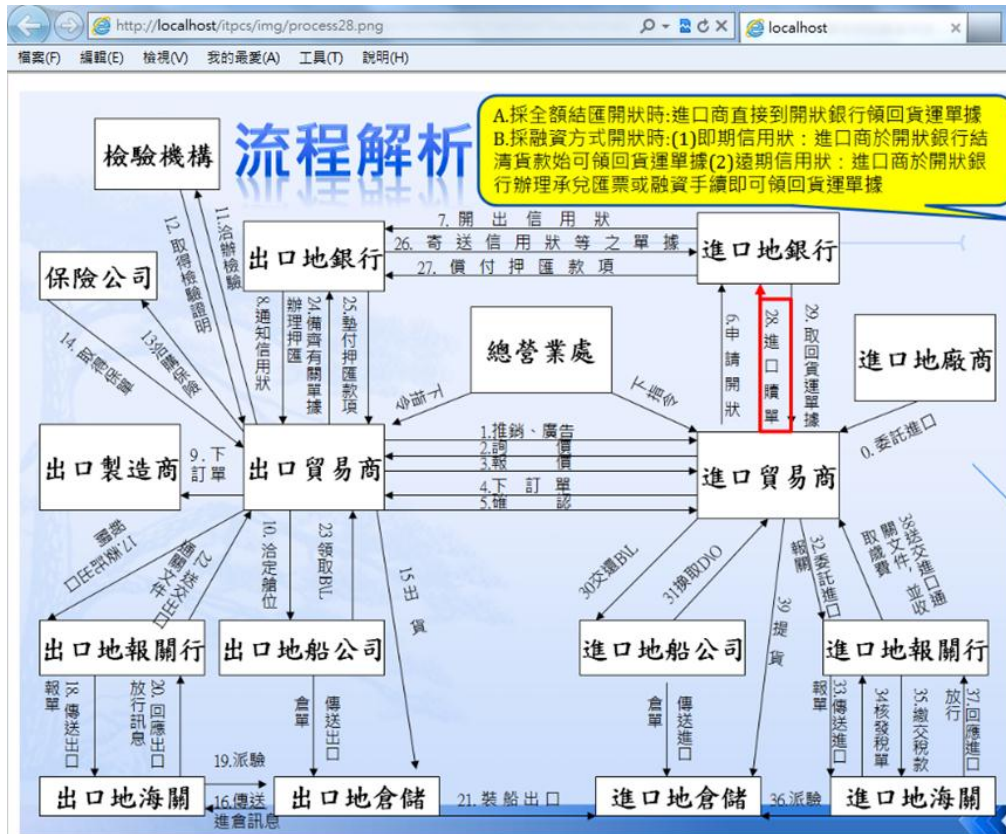 http://localhost/itpcs/img/process28.png
localhost
檔案(F) 編輯(E) 檢視(V) 我的最愛(A) 工具(T) 說明(H)
流程解析
A.採全額結匯開狀時:進口商直接到開狀銀行領回貨運單據
B.採融資方式開狀時:(1)即期信用狀：進口商於開狀銀行結
清貨款始可領回貨運單據(2)遠期信用狀：進口商於開狀銀
行辦理承兌匯票或融資手續即可領回貨運單據
檢驗機構
11.洽辦檢驗
12.取得檢驗證明
7.開出信用狀
26.寄送信用狀等之單據
27.償付押匯款項
出口地銀行
進口地銀行
保險公司
13洽購保險
14.取得保單
8.通知信用狀
24.備齊有關單據
辦理押匯
25.墊付押匯款項
總營業處
下指令
下指令
6.申請開狀
28.進口贖單
29.取回貨運單據
進口地廠商
0.委託進口
出口製造商
9.下
訂單
出口貿易商
1.推銷、廣告
2.詢價
3.報價
4.下訂單
5.確認
進口貿易商
17.委託出口
報關
22.送交出口
通關文件
10.洽定艙位
23領取B\L
15出貨
30交還B\L
31換取D\O
39提貨
32委託進口
報關
38送交進口通
關文件,並收
取歲費
出口地報關行
出口地船公司
進口地船公司
進口地報關行
18.傳送出口
報單
20.回應出口
放行訊息
傳送出口
倉單
傳送進口
倉單
33.傳送進口
報單
34核發稅單
35.繳交稅款
37.回應進口
放行
19.派驗
16.傳送
進倉訊息
21.裝船出口
36.派驗
出口地海關
出口地倉儲
進口地倉儲
進口地海關